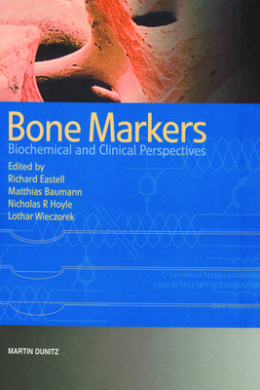 Bone Markers
Biochemical and Clinical Perspectives
Edited by
Richard Eastell
Matthias Baumann
Nicholas R Hoyle
Lothar Wieczorek
MARTIN DUNITZ